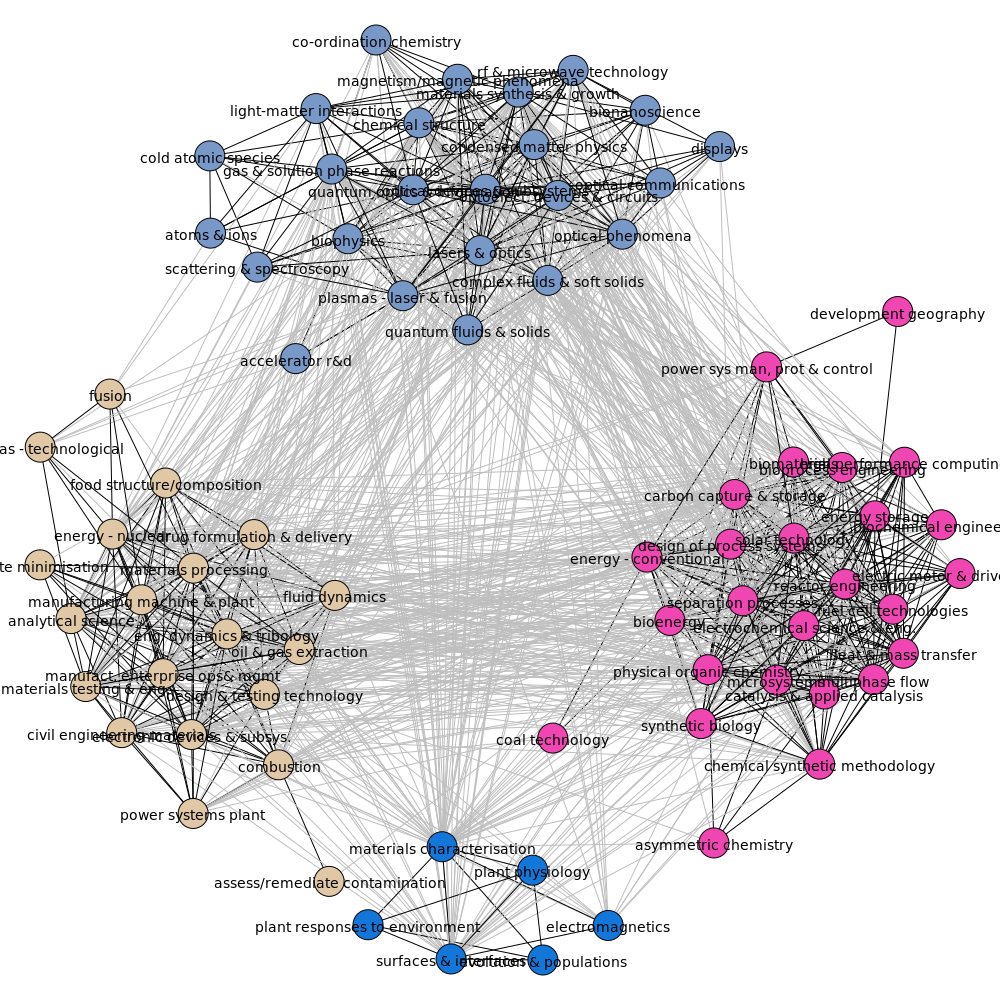 co-ordination chemistry
rf & microwave technology
magnetism/magnetic phenomena
materials synthesis & growth
light-matter interactions
bionanoscience
chemical structure
condensed matter physics
displays
cold atomic species
gas & solution phase reactions
optical communications
optoelect. devices & circuits
atoms & ions
optical phenomena
biophysics
lasers & optics
scattering & spectroscopy
complex fluids & soft solids
plasmas - laser & fusion
development geography
quantum fluids & solids
accelerator r&d
power sys man, prot & control
fusion
as - technological
bioprocess engineering
food structure/composition
carbon capture & storage
energy storage
biochemical enginee
energy - nuclear
drug formulation & delivery
solar technology
design of process systems
energy - conventional
te minimisation
materials processing
electric motor & drive
reactor engineering
fluid dynamics
manufacturing machine & plant
separation processes
fuel cell technologies
analytical science
bioenergy
electrochemical science & eng
eng. dynamics & tribology
oil & gas extraction
heat & mass transfer
physical organic chemistry
manufact. enterprise ops& mgmt
microsystems
multiphase flow
materials testing & eng.
design & testing technology
catalysis & applied catalysis
synthetic biology
civil engineering materials
electronic devices & subsys.
coal technology
combustion
chemical synthetic methodology
power systems plant
asymmetric chemistry
materials characterisation
plant physiology
assess/remediate contamination
plant responses to environment
electromagnetics
surfaces & interfaces
evolution & populations